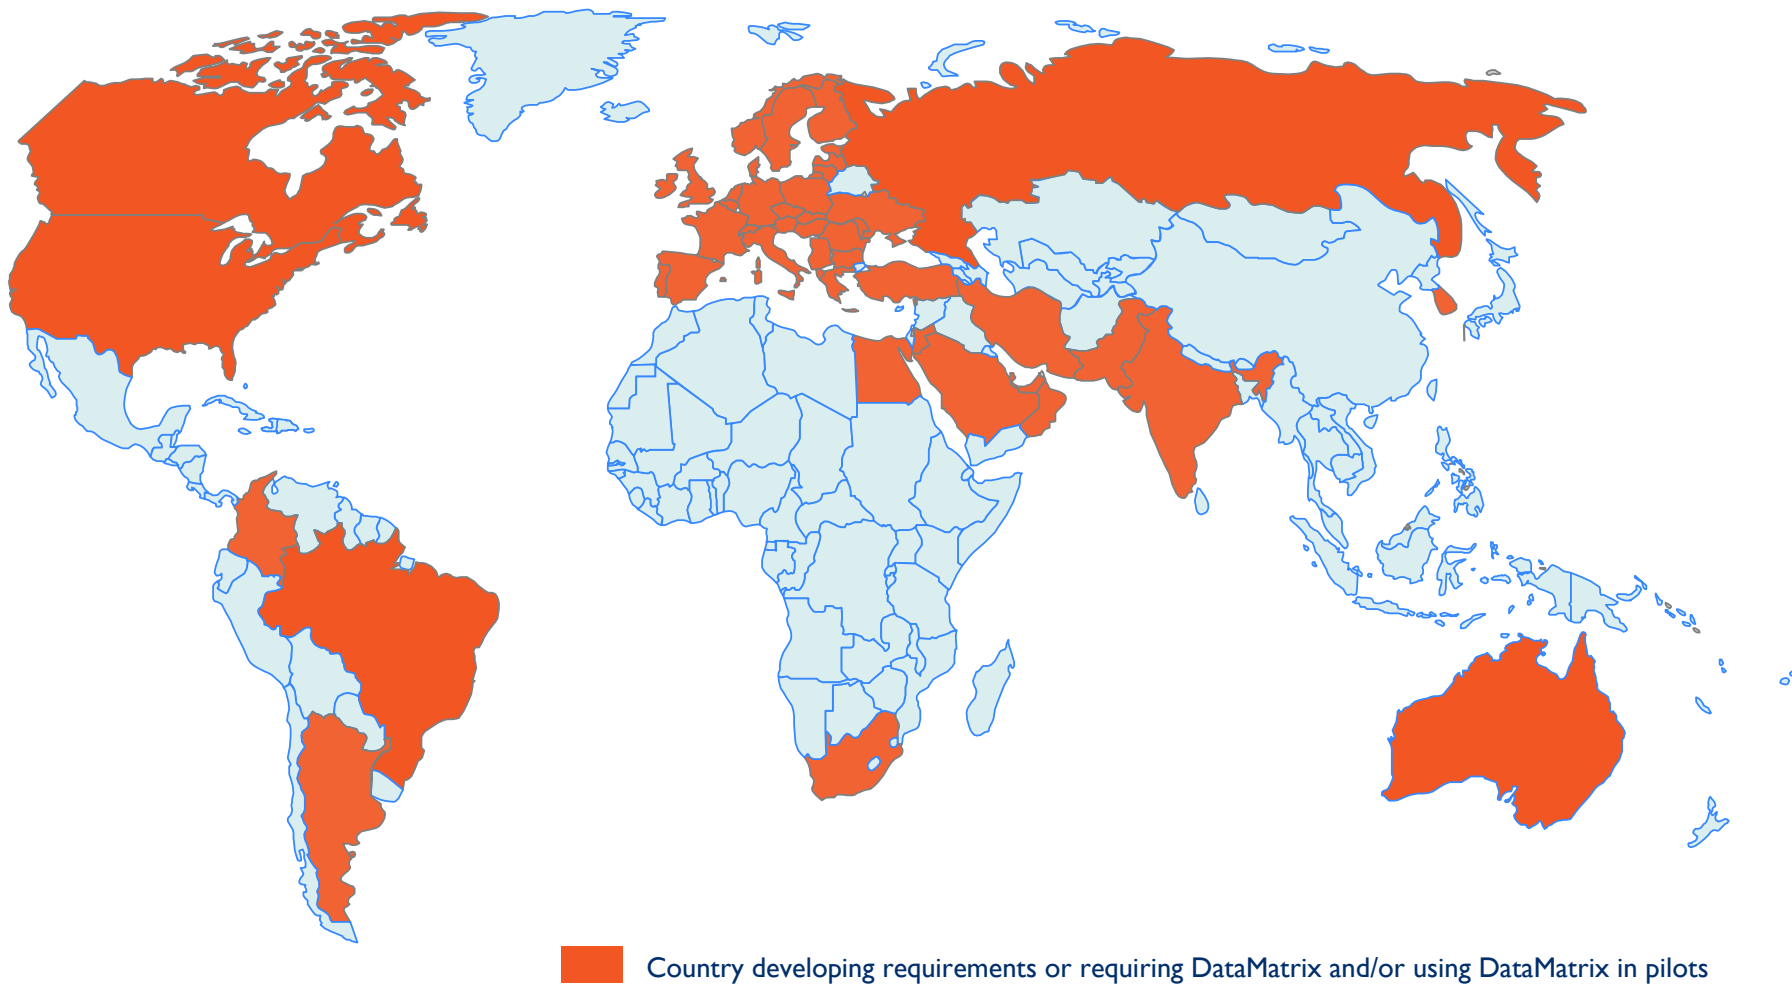 Country developing requirements or requiring DataMatrix and/or using DataMatrix in pilots